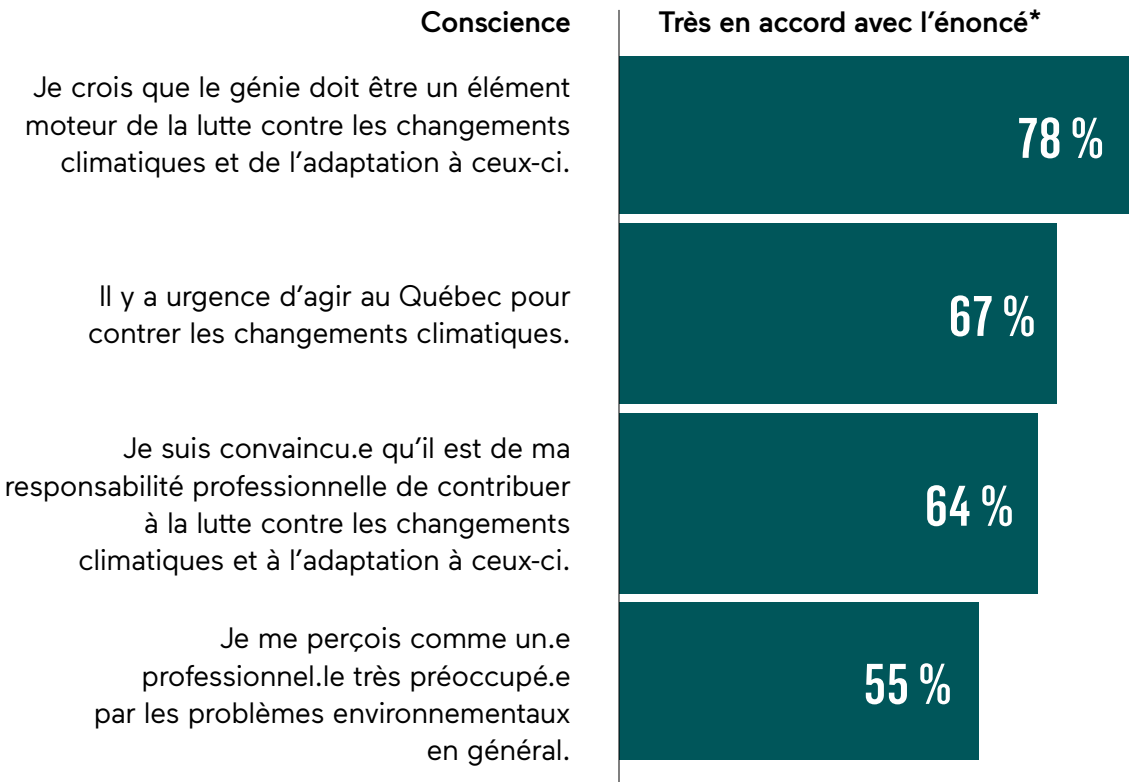 Conscience
Très en accord avec l’énoncé*
Je crois que le génie doit être un élément
moteur de la lutte contre les changements
climatiques et de l’adaptation à ceux-ci.
78 %
Il y a urgence d’agir au Québec pour
contrer les changements climatiques.
67 %
Je suis convaincu.e qu’il est de ma
responsabilité professionnelle de contribuer
à la lutte contre les changements
climatiques et à l’adaptation à ceux-ci.
64 %
Je me perçois comme un.e
professionnel.le très préoccupé.e
par les problèmes environnementaux
en général.
55 %